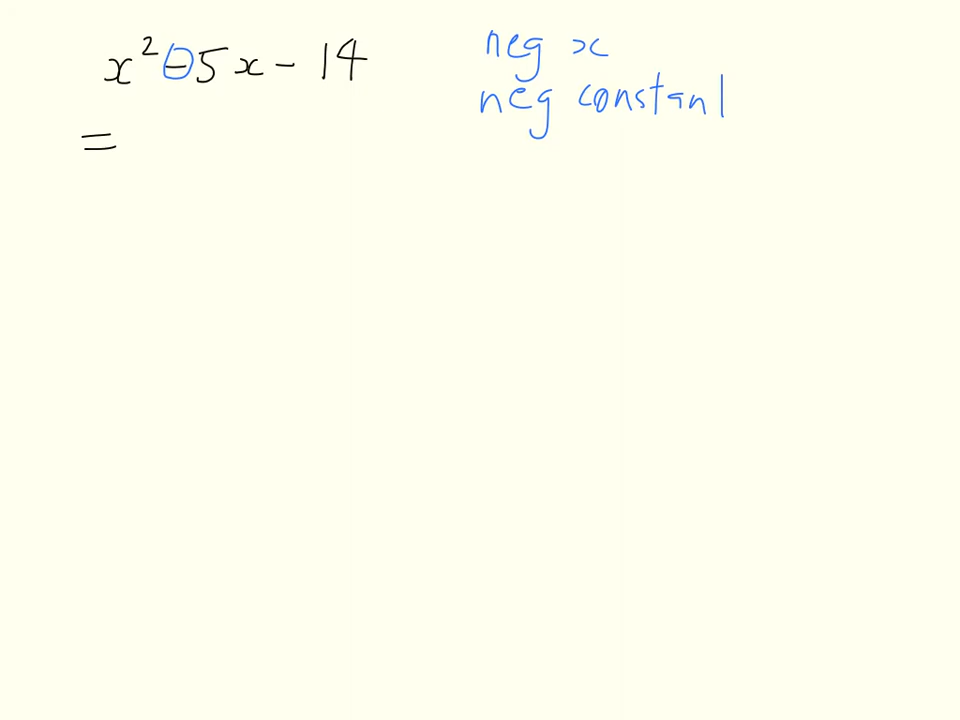 x² - 5x - 14
neg x
neg constant
=